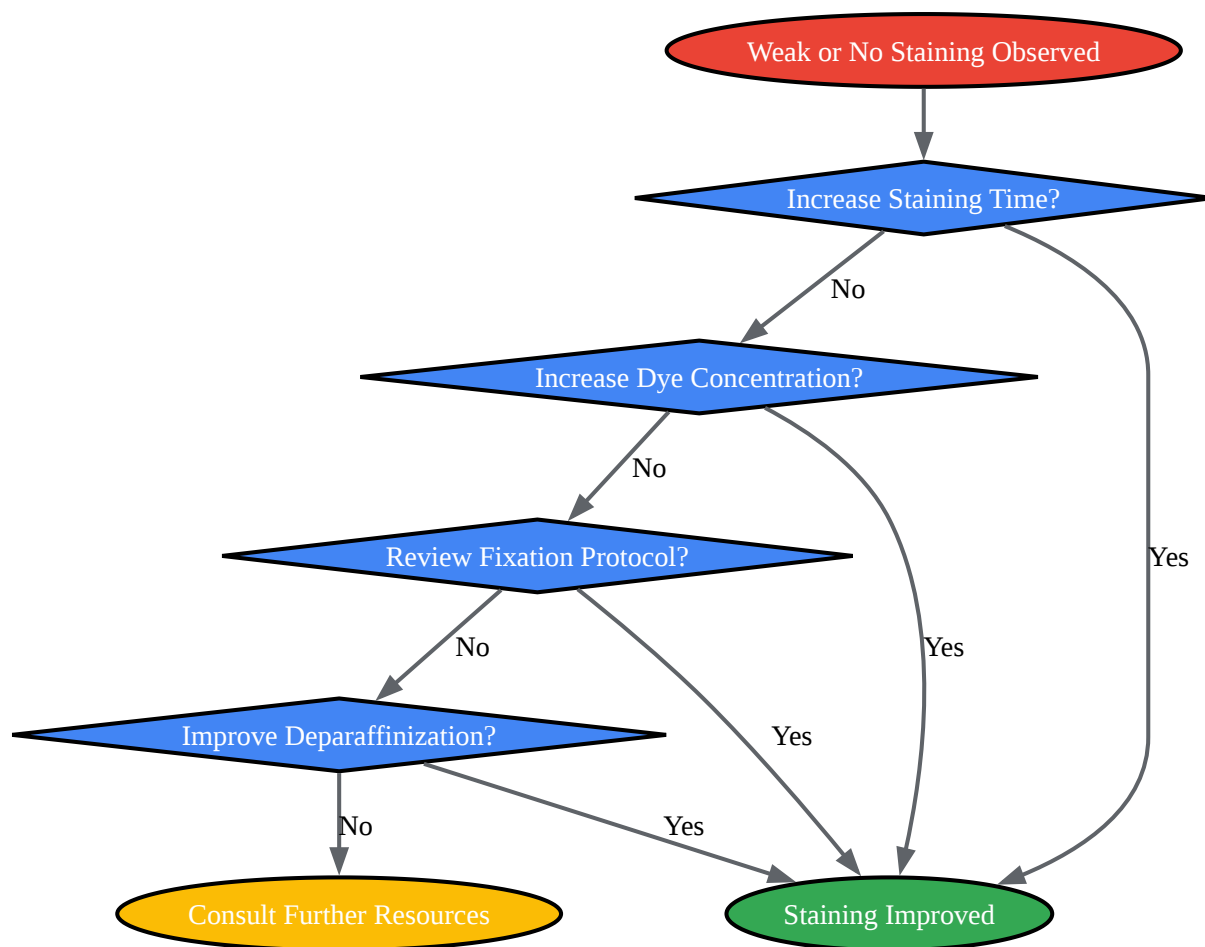 Weak or No Staining Observed
Increase Staining Time?
No
Increase Dye Concentration?
No
Review Fixation Protocol?
Yes
No
Yes
Improve Deparaffinization?
Yes
No
Yes
Consult Further Resources
Staining Improved